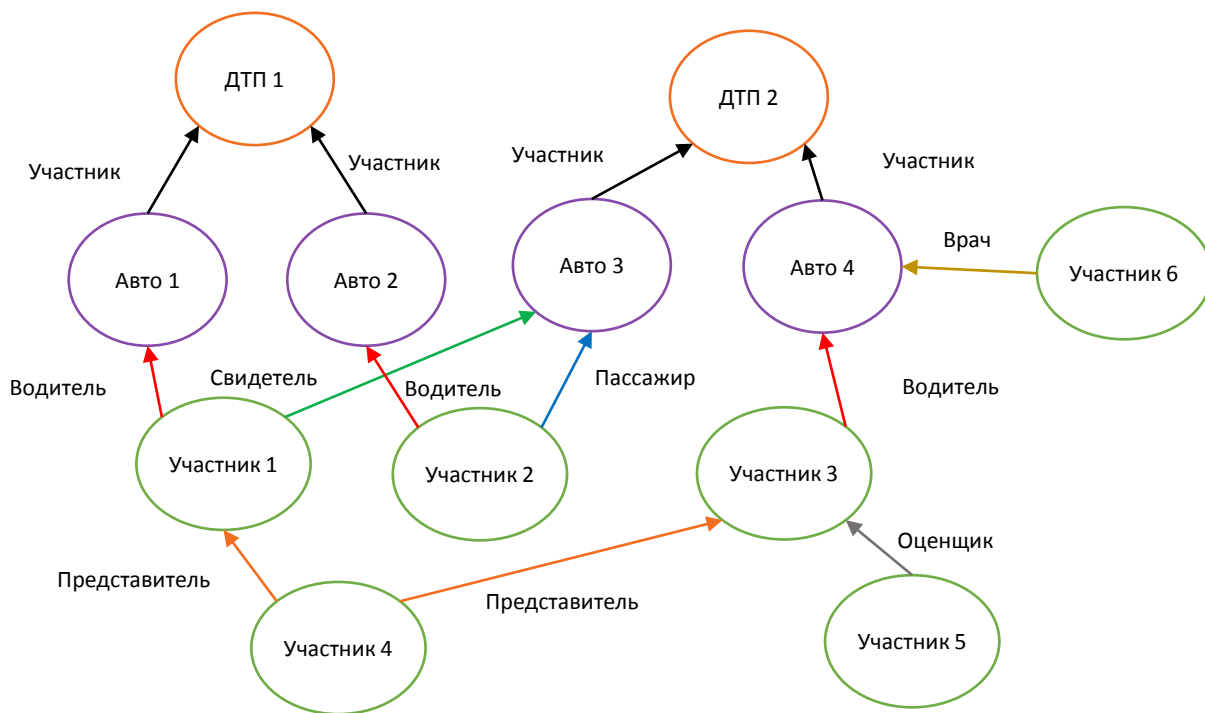 ДТП 1
ДТП 2
Участник
Участник
Участник
Участник
Авто 1
Авто 2
Авто 3
Авто 4
Врач
Участник 6
Водитель
Свидетель
Водитель
Пассажир
Водитель
Участник 1
Участник 2
Участник 3
Представитель
Представитель
Оценщик
Участник 4
Участник 5